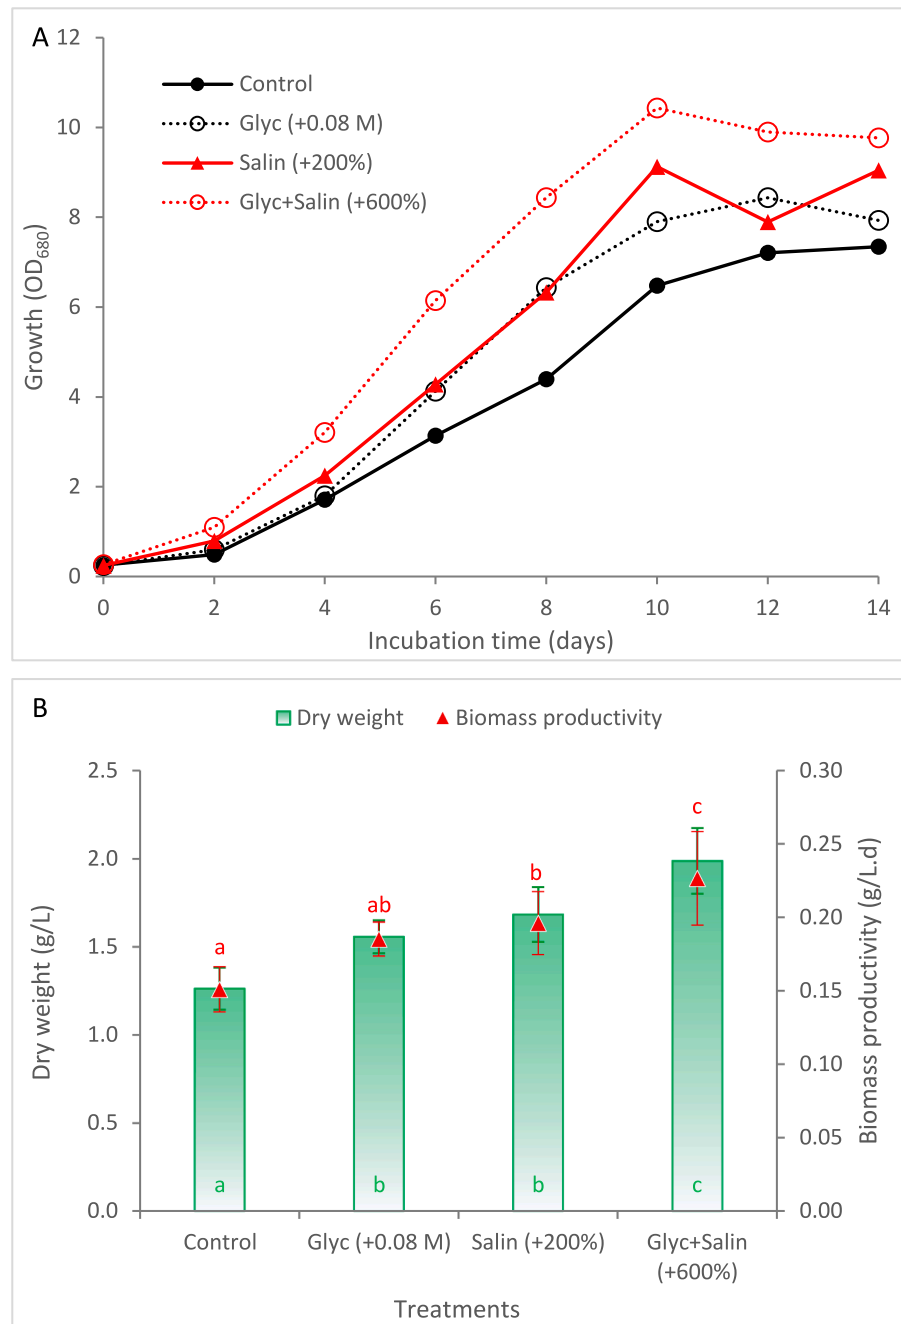 A
12
10
8
6
4
2
0
Growth (OD680)
Control
Glyc (+0.08 M)
Salin (+200%)
Glyc+Salin (+600%)
0 2 4 6 8 10 12 14
Incubation time (days)
B
Dry weight Biomass productivity
2.5
2.0
1.5
1.0
0.5
0.0
Dry weight (g/L)
0.30
0.25
0.20
0.15
0.10
0.05
0.00
Biomass productivity (g/L.d)
a ab b c
a b b c
Control Glyc (+0.08 M) Salin (+200%) Glyc+Salin
(+600%)
Treatments